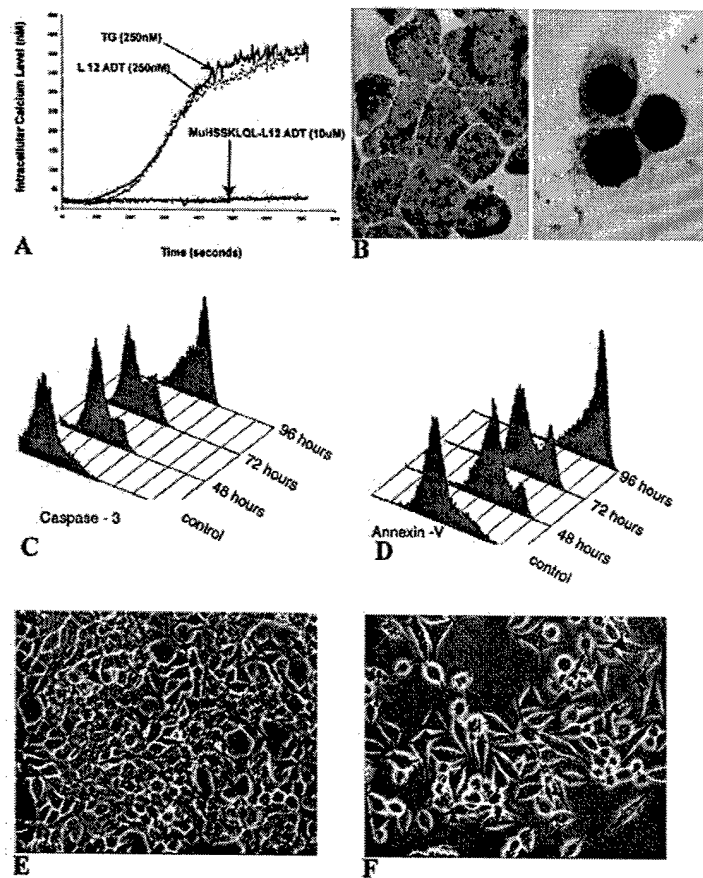 Intracellular Calcium Level (nM)
TG (250nM)
L 12 ADT (250nM)
MuHSSKLQL-L12 ADT (10uM)
Time (seconds)
A
B
96 hours
72 hours
48 hours
control
Caspase - 3
C
96 hours
72 hours
48 hours
control
Annexin -V
D
E
F